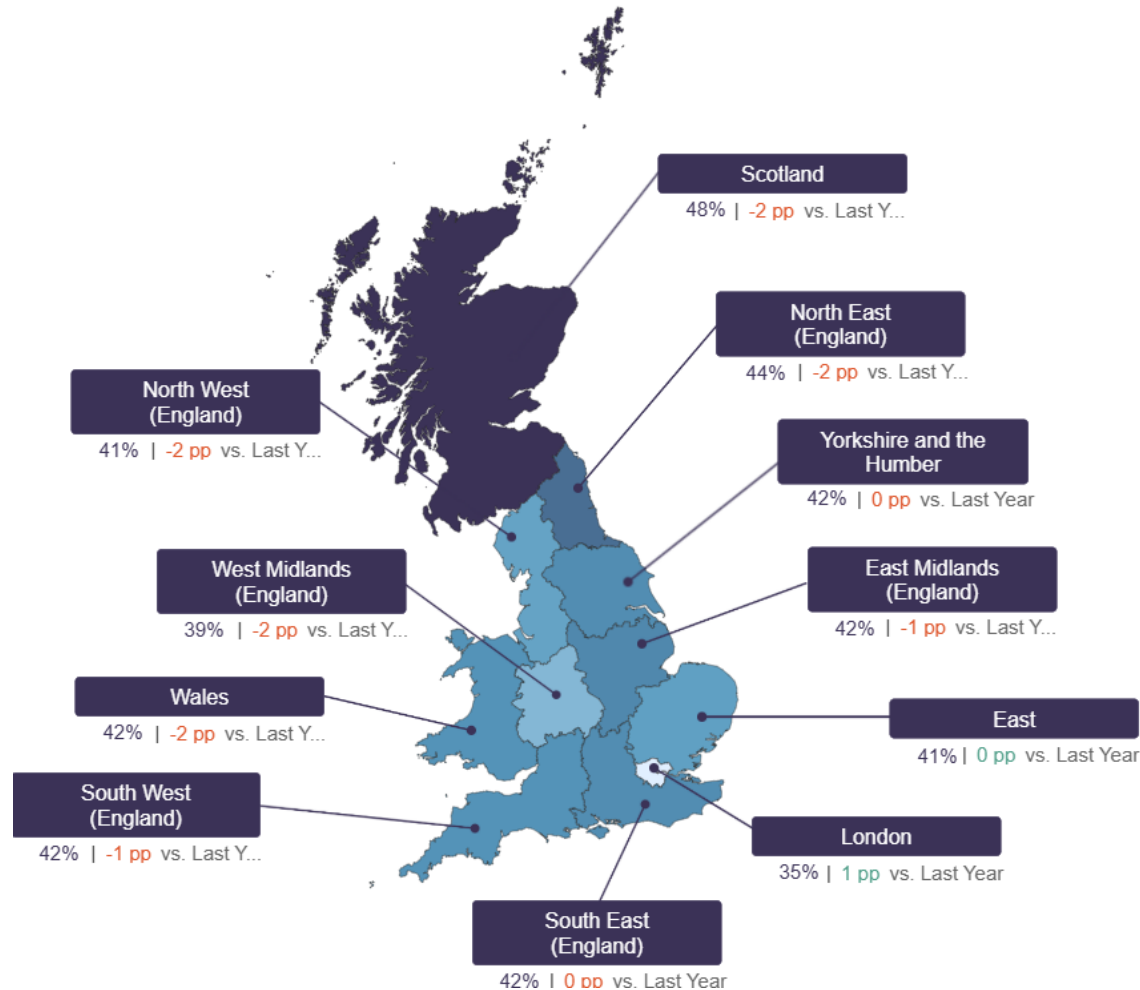 Scotland
48% | -2 pp vs. Last Y...
North East
(England)
44% | -2 pp vs. Last Y...
North West
(England)
41% | -2 pp vs. Last Y...
Yorkshire and the
Humber
42% | 0 pp vs. Last Year
West Midlands
(England)
39% | -2 pp vs. Last Y...
East Midlands
(England)
42% | -1 pp vs. Last Y...
Wales
42% | -2 pp vs. Last Y...
East
41% | 0 pp vs. Last Year
South West
(England)
42% | -1 pp vs. Last Y...
London
35% | 1 pp vs. Last Year
South East
(England)
42% | 0 pp vs. Last Year